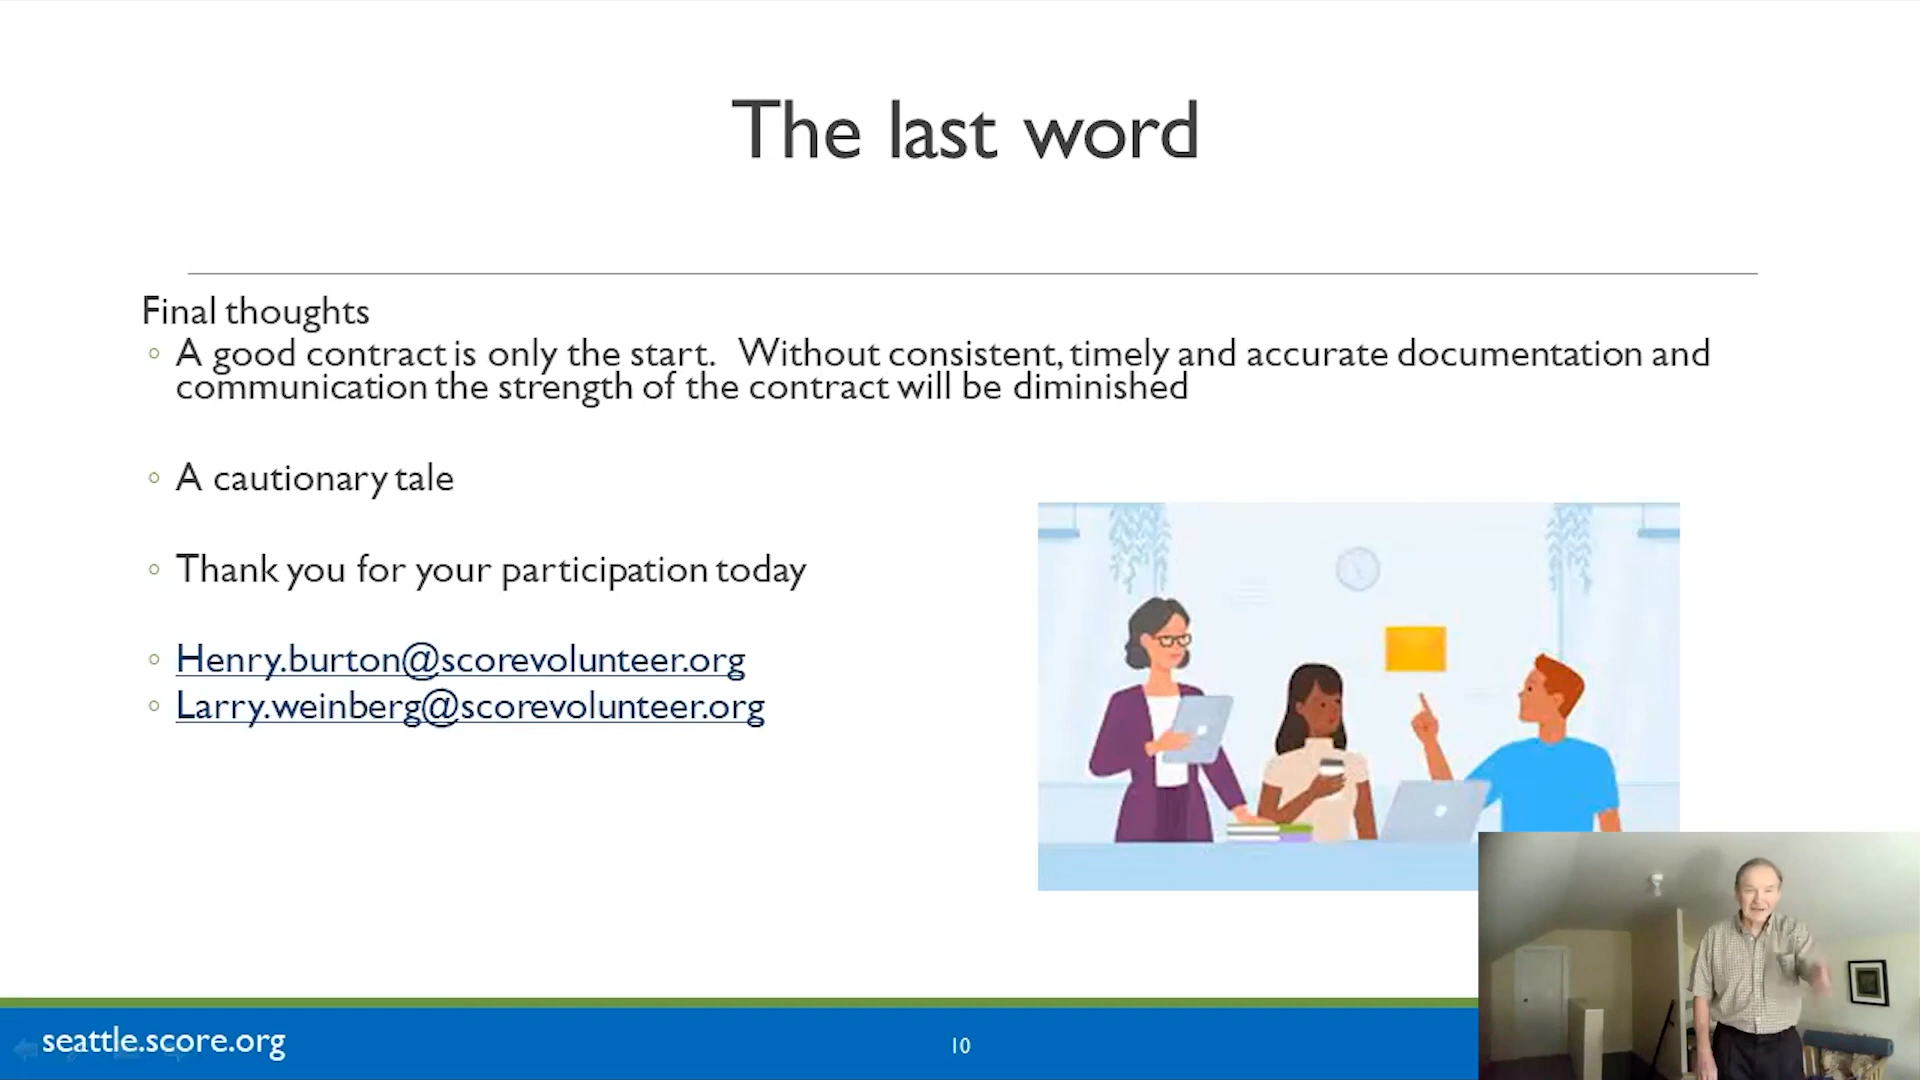 The last word
Final thoughts
◦ A good contract is only the start. Without consistent, timely and accurate documentation and
communication the strength of the contract will be diminished
◦ A cautionary tale
◦ Thank you for your participation today
◦ Henry.burton@scorevolunteer.org
◦ Larry.weinberg@scorevolunteer.org
seattle.score.org
10